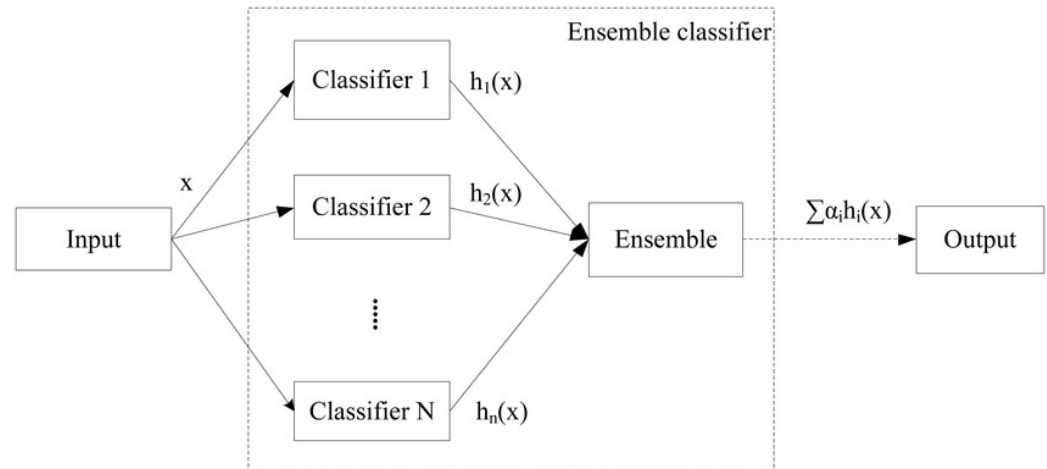 Ensemble classifier
Classifier 1
h₁(x)
x
Classifier 2
h₂(x)
Input
Ensemble
∑αᵢhᵢ(x)
Output
Classifier N
hₙ(x)